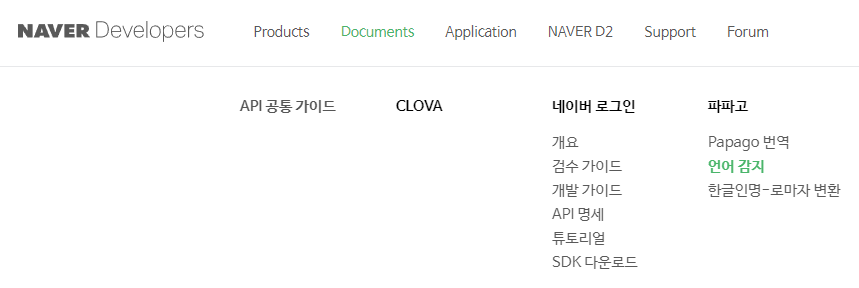 NAVER Developers
Products
Documents
Application
NAVER D2
Support
Forum
API 공통 가이드
CLOVA
네이버 로그인
개요
검수 가이드
개발 가이드
API 명세
튜토리얼
SDK 다운로드
파파고
Papago 번역
언어 감지
한글인명-로마자 변환